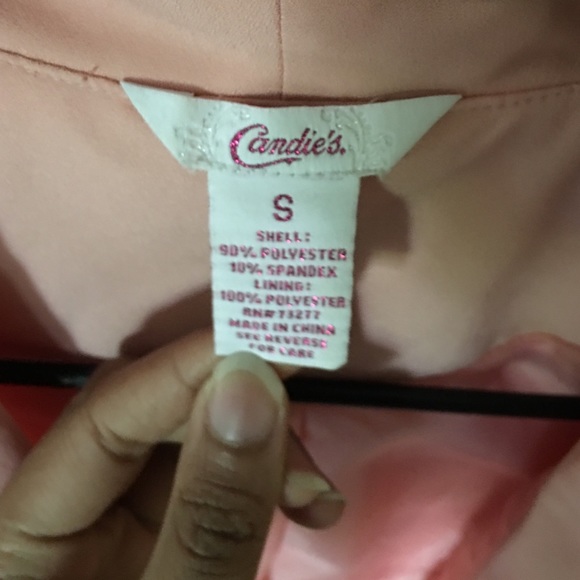 Candie's.
S
SHELL:
90% POLYESTER
10% SPANDEX
LINING:
100% POLYESTER
RN# 73277
MADE IN CHINA
SEE REVERSE
FOR CARE